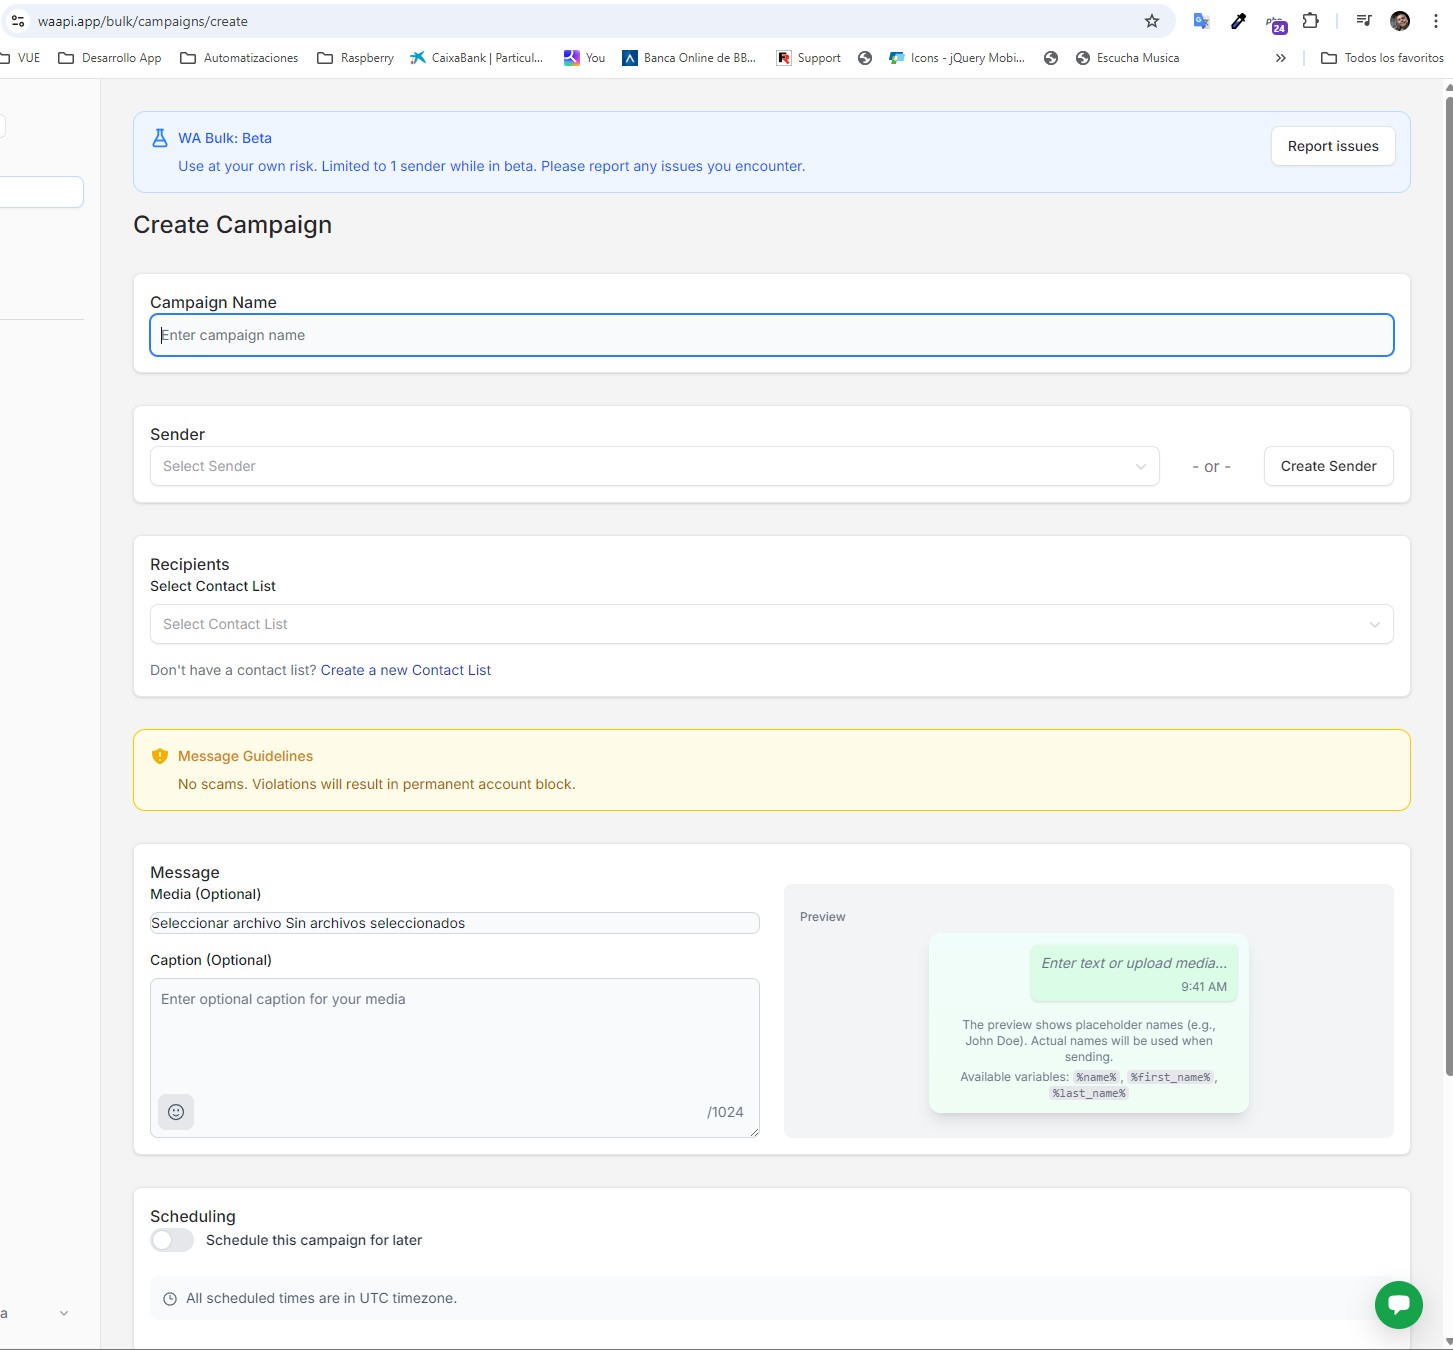 waapi.app/bulk/campaigns/create
24
VUE
Desarrollo App
Automatizaciones
Raspberry
CaixaBank | Particul...
You
Banca Online de BB...
Support
Icons - jQuery Mobi...
Escucha Musica
»
Todos los favoritos
WA Bulk: Beta
Use at your own risk. Limited to 1 sender while in beta. Please report any issues you encounter.
Report issues
Create Campaign
Campaign Name
Enter campaign name
Sender
Select Sender
- or -
Create Sender
Recipients
Select Contact List
Select Contact List
Don't have a contact list? Create a new Contact List
Message Guidelines
No scams. Violations will result in permanent account block.
Message
Media (Optional)
Seleccionar archivo Sin archivos seleccionados
Caption (Optional)
Enter optional caption for your media
/1024
Preview
Enter text or upload media...
9:41 AM
The preview shows placeholder names (e.g.,
John Doe). Actual names will be used when
sending.
Available variables: %name% , %first_name% ,
%last_name%
Scheduling
Schedule this campaign for later
All scheduled times are in UTC timezone.
a